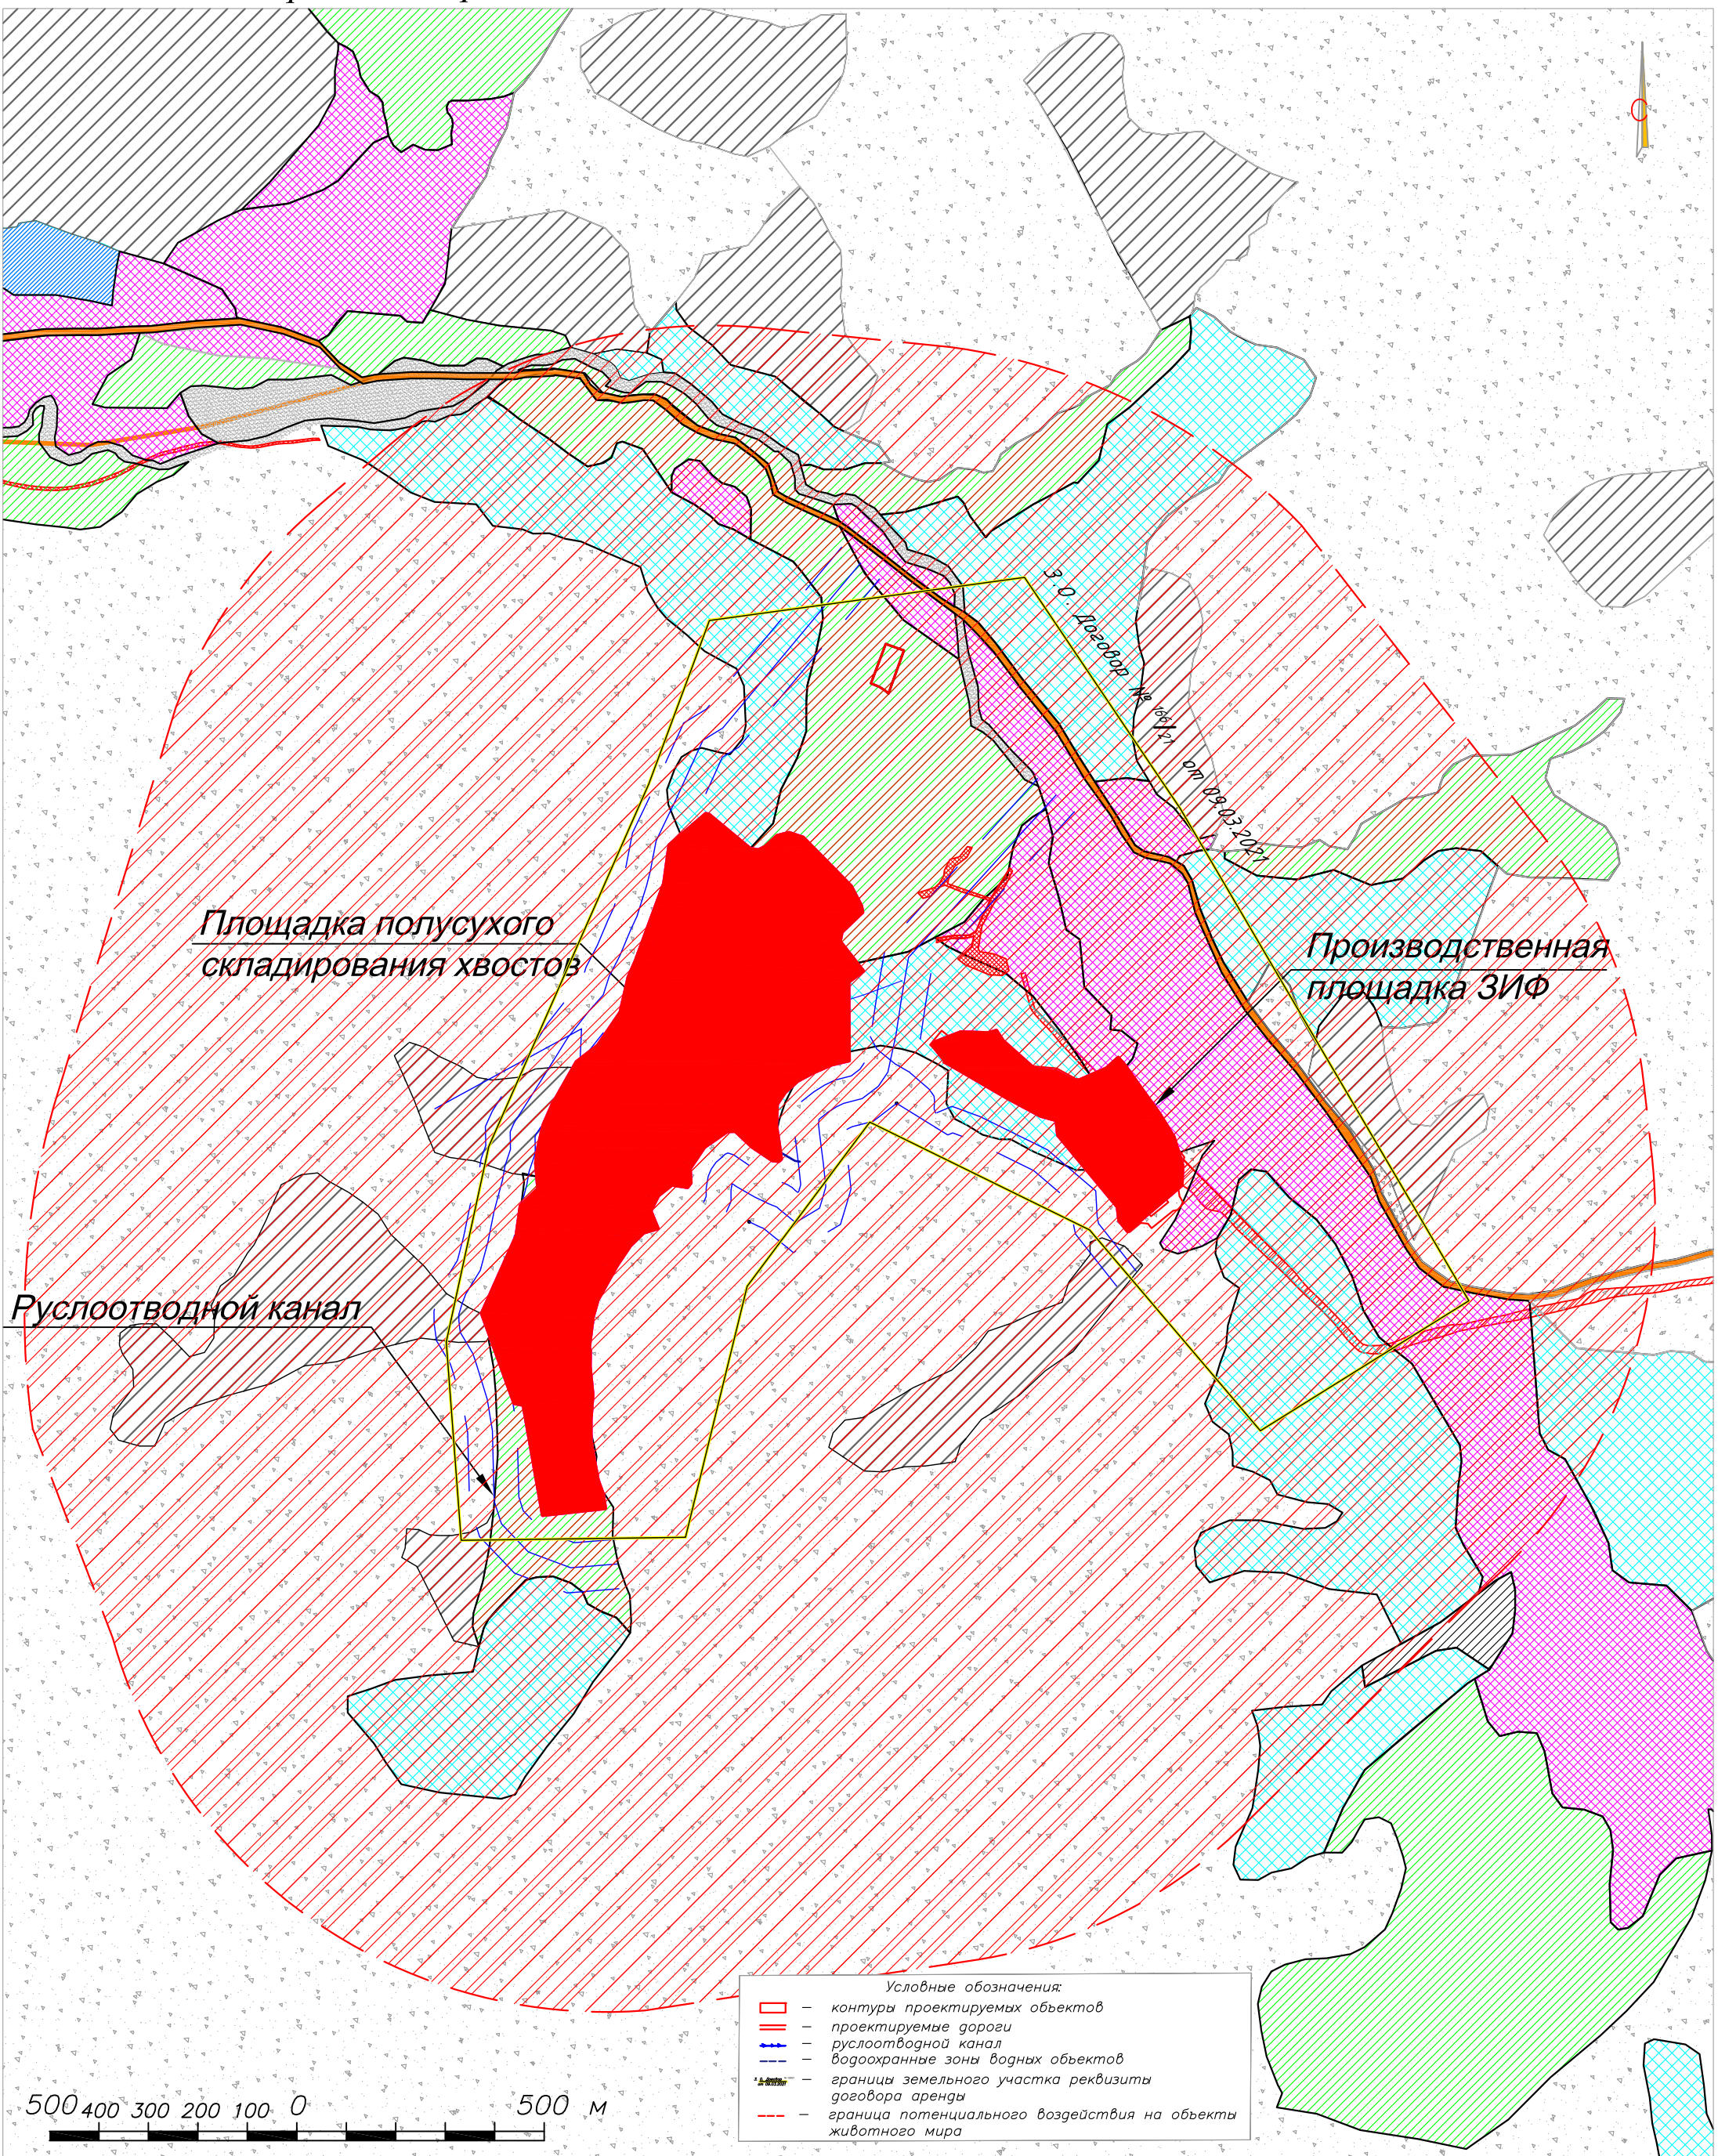 З.О. Договор № 166/21 от 09.03.2021
Площадка полусухого
складирования хвостов
Производственная
площадка ЗИФ
Руслоотводной канал
С
Условные обозначения:
– контуры проектируемых объектов
– проектируемые дороги
– руслоотводной канал
– водоохранные зоны водных объектов
– границы земельного участка реквизиты
договора аренды
– граница потенциального воздействия на объекты
животного мира
500 400 300 200 100 0 500 м